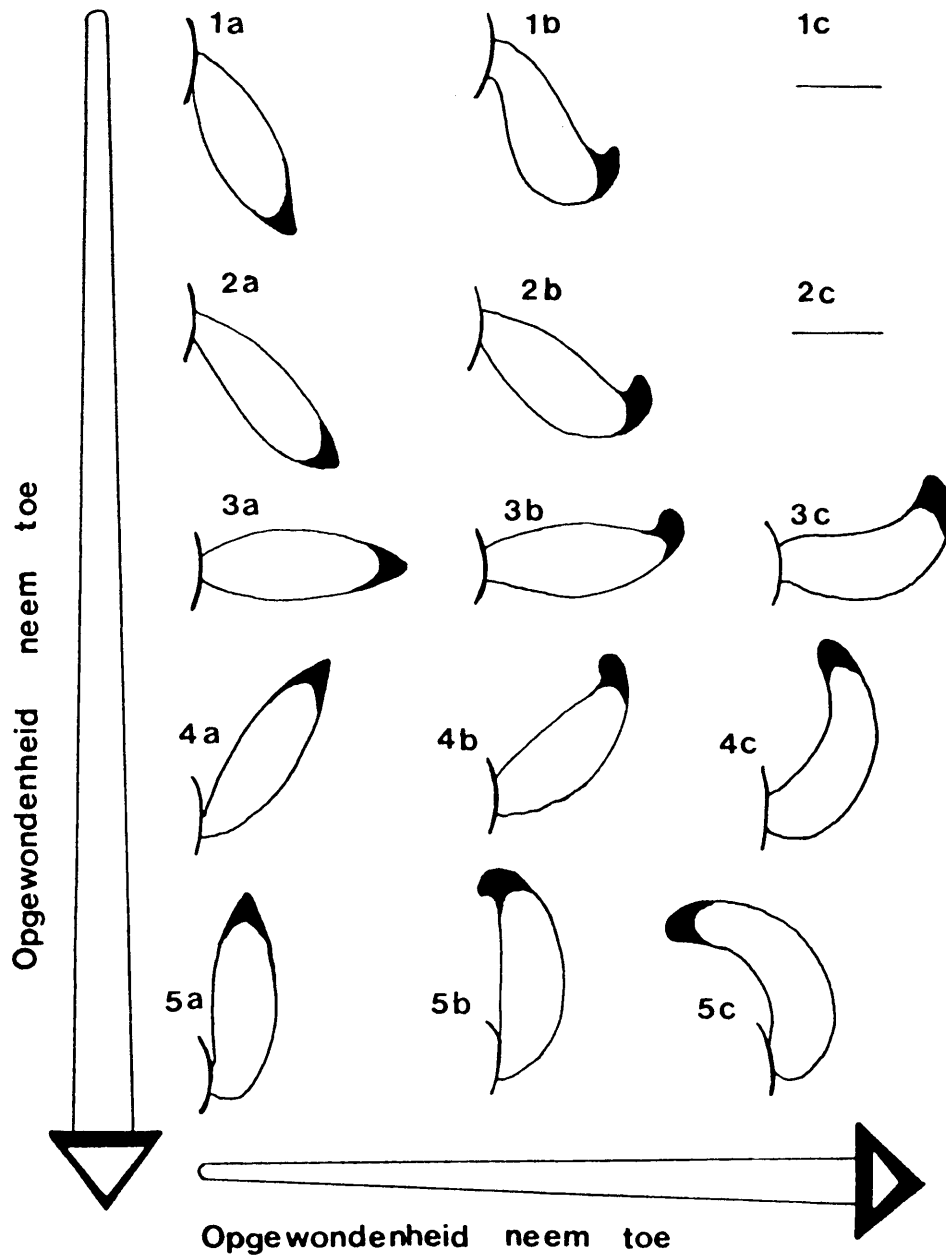 1a 1b 1c
2a 2b 2c
3a 3b 3c
4a 4b 4c
5a 5b 5c
Opgewondenheid neem toe
Opgewondenheid neem toe